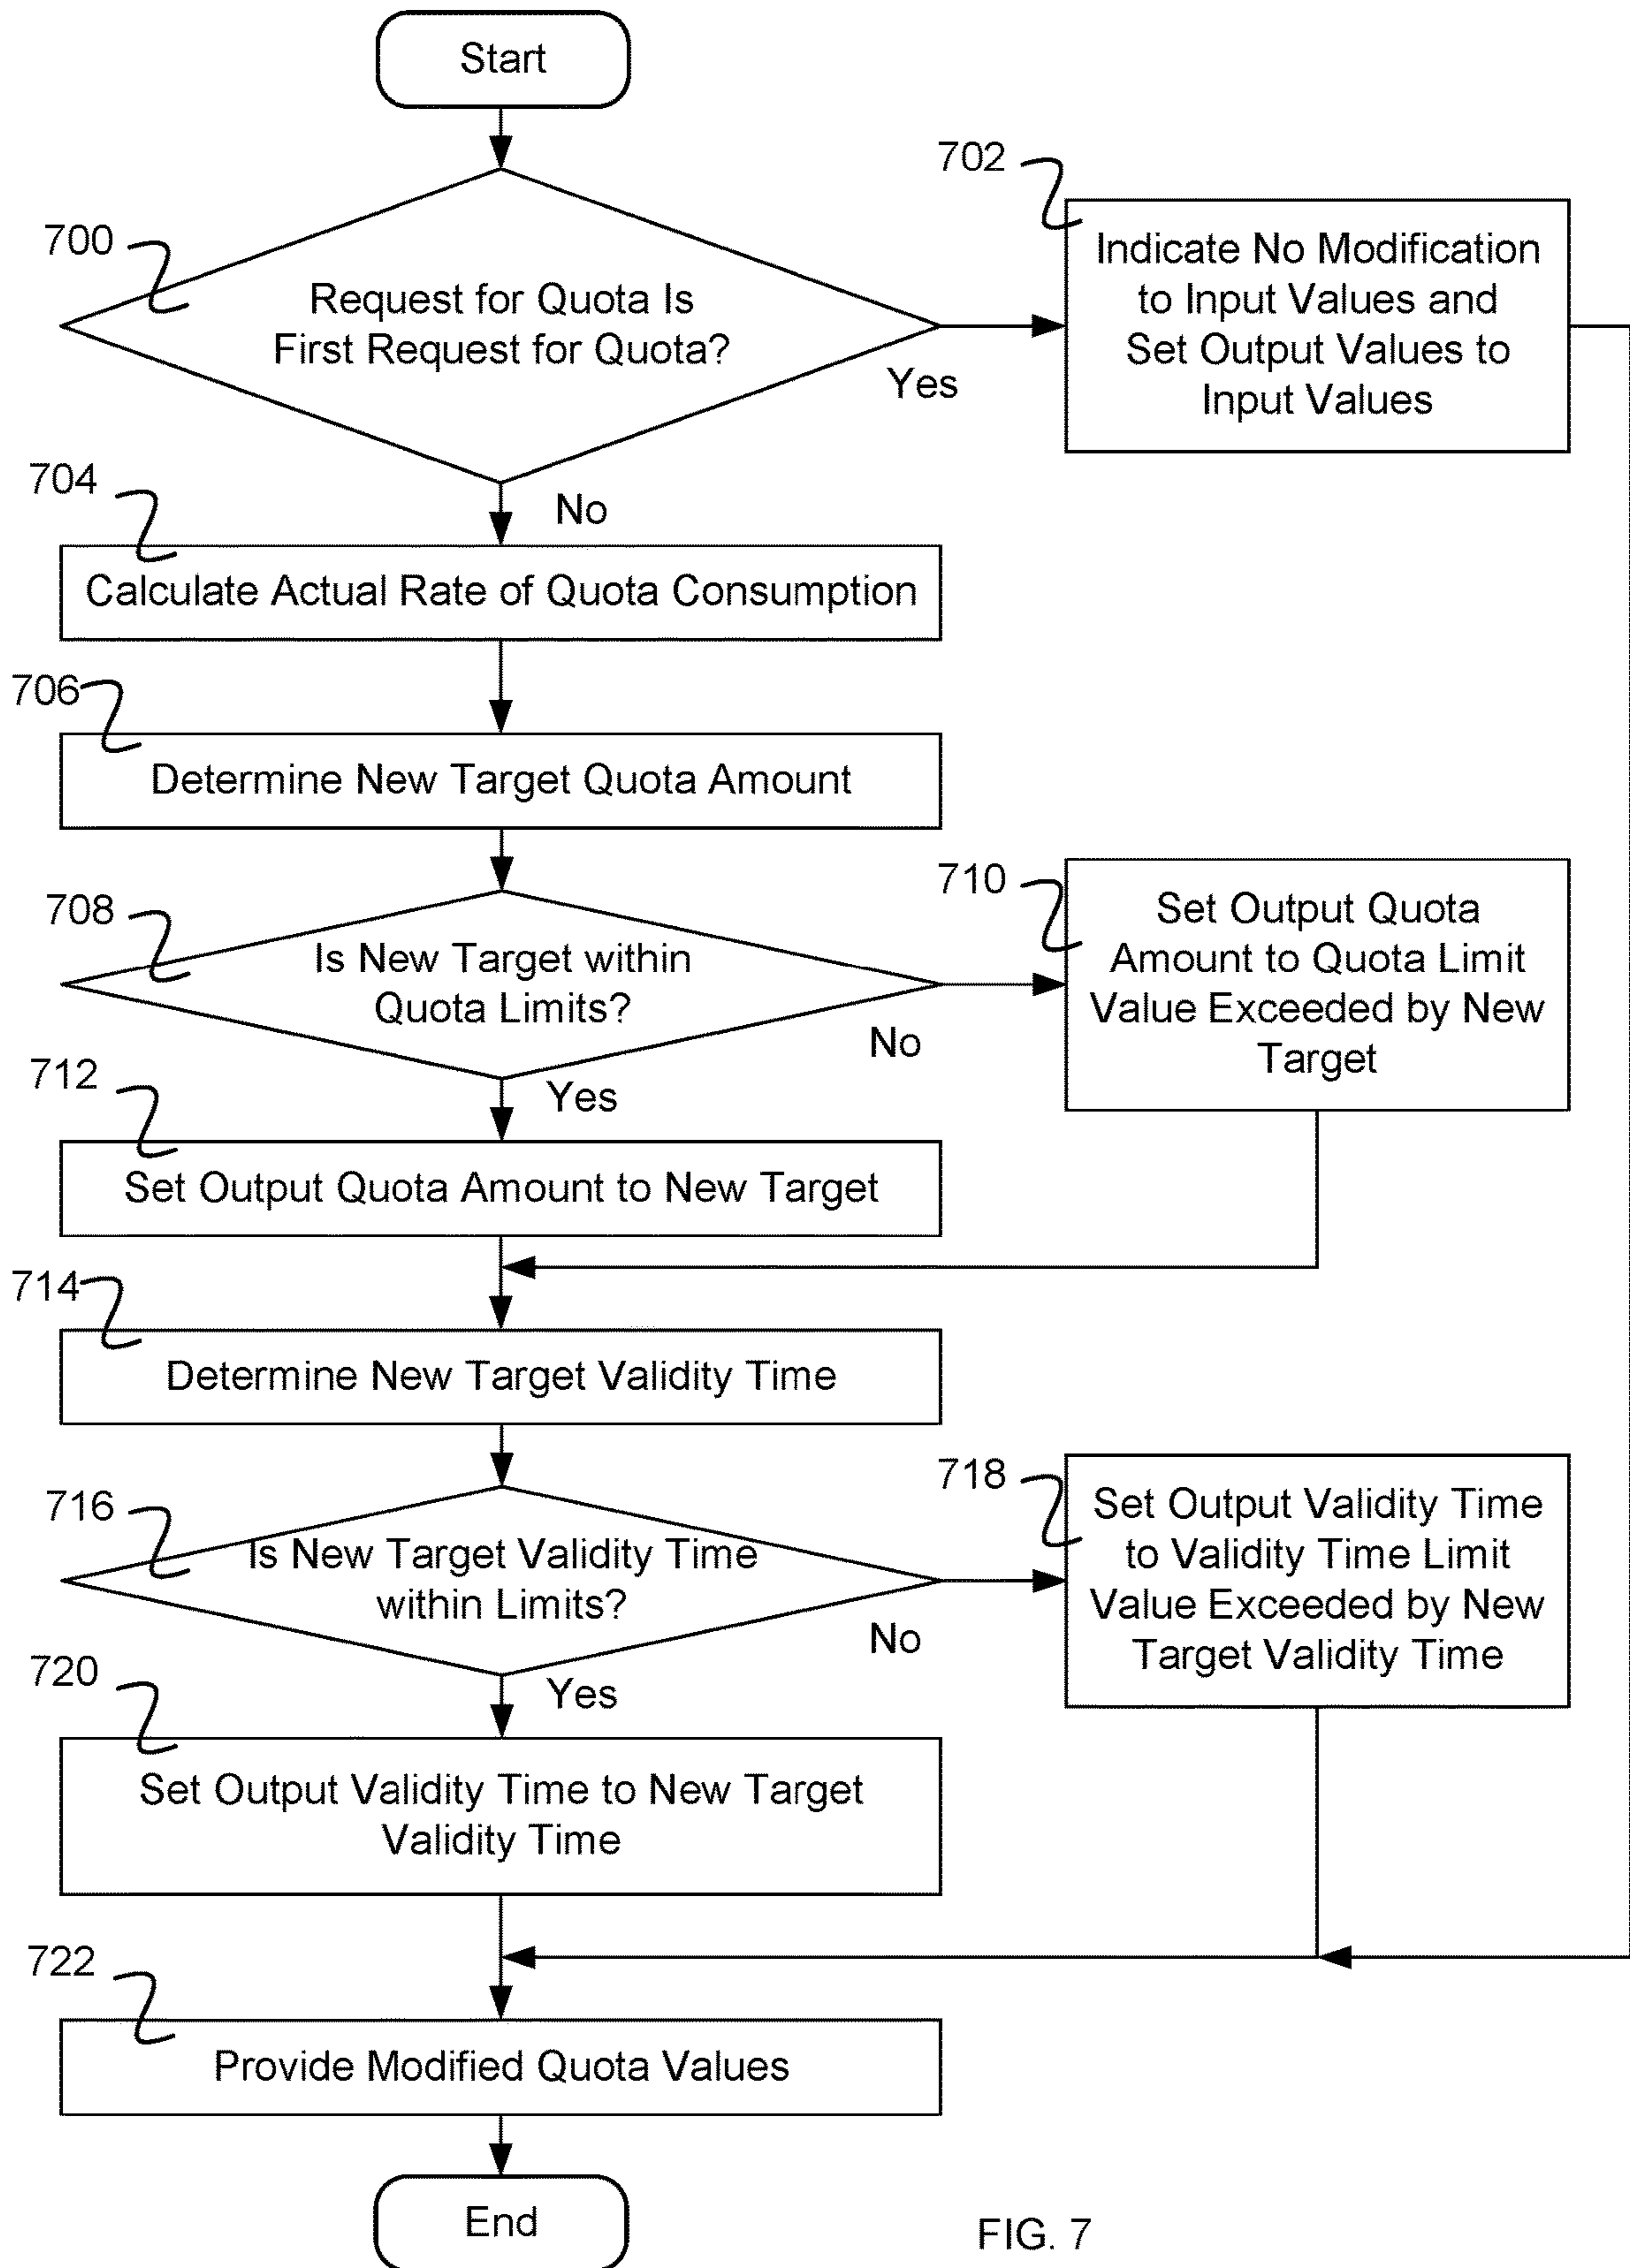 Start
700
Request for Quota Is
First Request for Quota?
Yes
702
Indicate No Modification
to Input Values and
Set Output Values to
Input Values
No
704
Calculate Actual Rate of Quota Consumption
706
Determine New Target Quota Amount
708
Is New Target within
Quota Limits?
No
710
Set Output Quota
Amount to Quota Limit
Value Exceeded by New
Target
Yes
712
Set Output Quota Amount to New Target
714
Determine New Target Validity Time
716
Is New Target Validity Time
within Limits?
No
718
Set Output Validity Time
to Validity Time Limit
Value Exceeded by New
Target Validity Time
Yes
720
Set Output Validity Time to New Target
Validity Time
722
Provide Modified Quota Values
End
FIG. 7